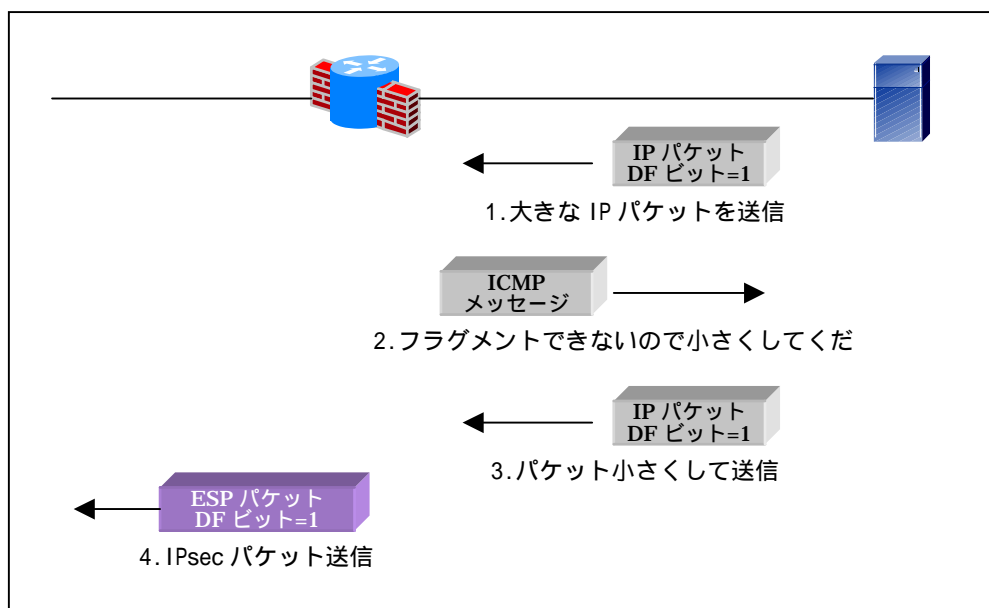 IP パケット
DF ビット=1
1.大きな IP パケットを送信
ICMP
メッセージ
2.フラグメントできないので小さくしてくだ
IP パケット
DF ビット=1
3.パケット小さくして送信
ESP パケット
DF ビット=1
4.IPsec パケット送信